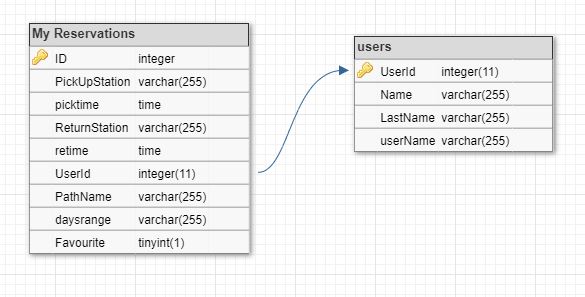 My Reservations
ID integer
PickUpStation varchar(255)
picktime time
ReturnStation varchar(255)
retime time
UserId integer(11)
PathName varchar(255)
daysrange varchar(255)
Favourite tinyint(1)
users
UserId integer(11)
Name varchar(255)
LastName varchar(255)
userName varchar(255)